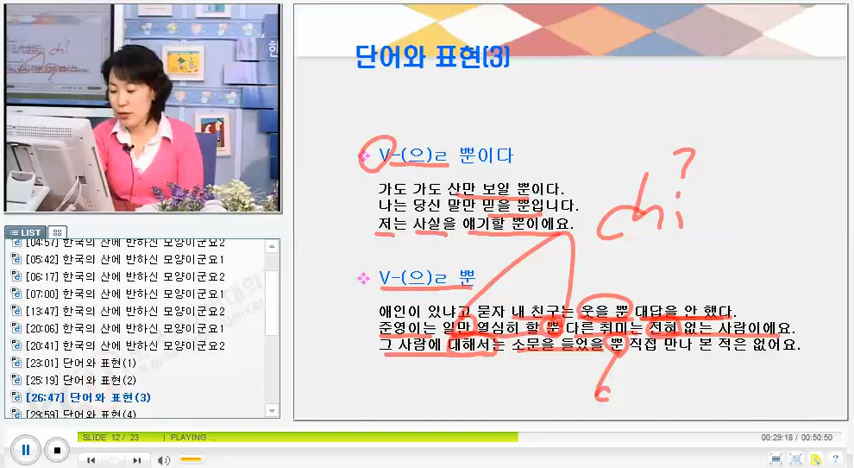 단어와 표현(3)
V-(으)ㄹ 뿐이다
가도 가도 산만 보일 뿐이다.
나는 당신 말만 믿을 뿐입니다.
저는 사실을 얘기할 뿐이에요.
chi?
V-(으)ㄹ 뿐
애인이 있냐고 묻자 내 친구는 웃을 뿐 대답을 안 했다.
준영이는 일만 열심히 할 뿐 다른 취미는 전혀 없는 사람이에요.
그 사람에 대해서는 소문을 들었을 뿐 직접 만나 본 적은 없어요.
LIST
[04:57] 한국의 산에 반하신 모양이군요2
[05:42] 한국의 산에 반하신 모양이군요1
[06:17] 한국의 산에 반하신 모양이군요2
[07:00] 한국의 산에 반하신 모양이군요1
[13:47] 한국의 산에 반하신 모양이군요2
[20:06] 한국의 산에 반하신 모양이군요1
[20:41] 한국의 산에 반하신 모양이군요2
[23:01] 단어와 표현(1)
[25:19] 단어와 표현(2)
[26:47] 단어와 표현(3)
[29:59] 단어와 표현(4)
SLIDE 12 / 23 | PLAYING ...
00:29:18 / 00:50:50